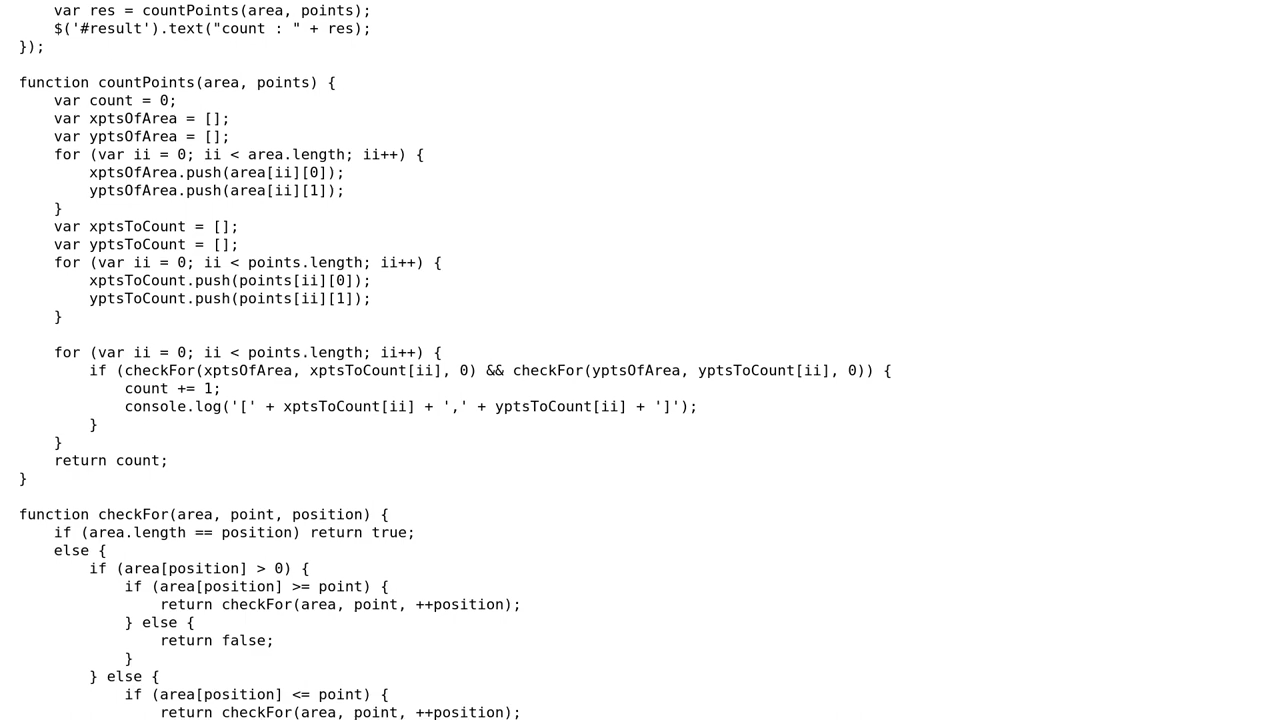 var res = countPoints(area, points);
    $('#result').text("count : " + res);
});

function countPoints(area, points) {
    var count = 0;
    var xptsOfArea = [];
    var yptsOfArea = [];
    for (var ii = 0; ii < area.length; ii++) {
        xptsOfArea.push(area[ii][0]);
        yptsOfArea.push(area[ii][1]);
    }
    var xptsToCount = [];
    var yptsToCount = [];
    for (var ii = 0; ii < points.length; ii++) {
        xptsToCount.push(points[ii][0]);
        yptsToCount.push(points[ii][1]);
    }

    for (var ii = 0; ii < points.length; ii++) {
        if (checkFor(xptsOfArea, xptsToCount[ii], 0) && checkFor(yptsOfArea, yptsToCount[ii], 0)) {
            count += 1;
            console.log('[' + xptsToCount[ii] + ',' + yptsToCount[ii] + ']');
        }
    }
    return count;
}

function checkFor(area, point, position) {
    if (area.length == position) return true;
    else {
        if (area[position] > 0) {
            if (area[position] >= point) {
                return checkFor(area, point, ++position);
            } else {
                return false;
            }
        } else {
            if (area[position] <= point) {
                return checkFor(area, point, ++position);